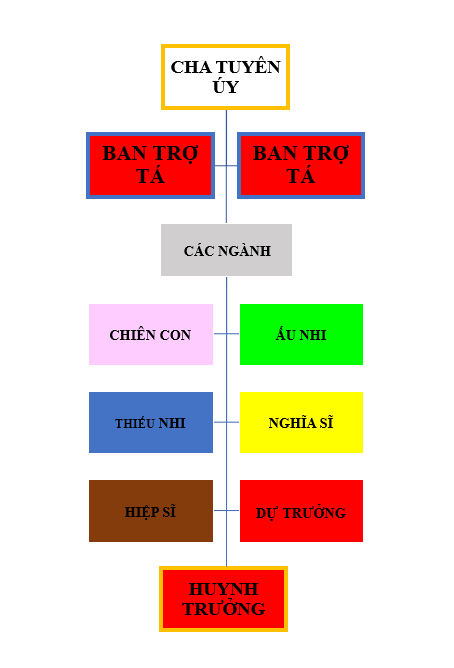 CHA TUYÊN
ÚY
BAN TRỢ
TÁ
BAN TRỢ
TÁ
CÁC NGÀNH
CHIÊN CON
ẤU NHI
THIẾU NHI
NGHĨA SĨ
HIỆP SĨ
DỰ TRƯỞNG
HUYNH
TRƯỞNG